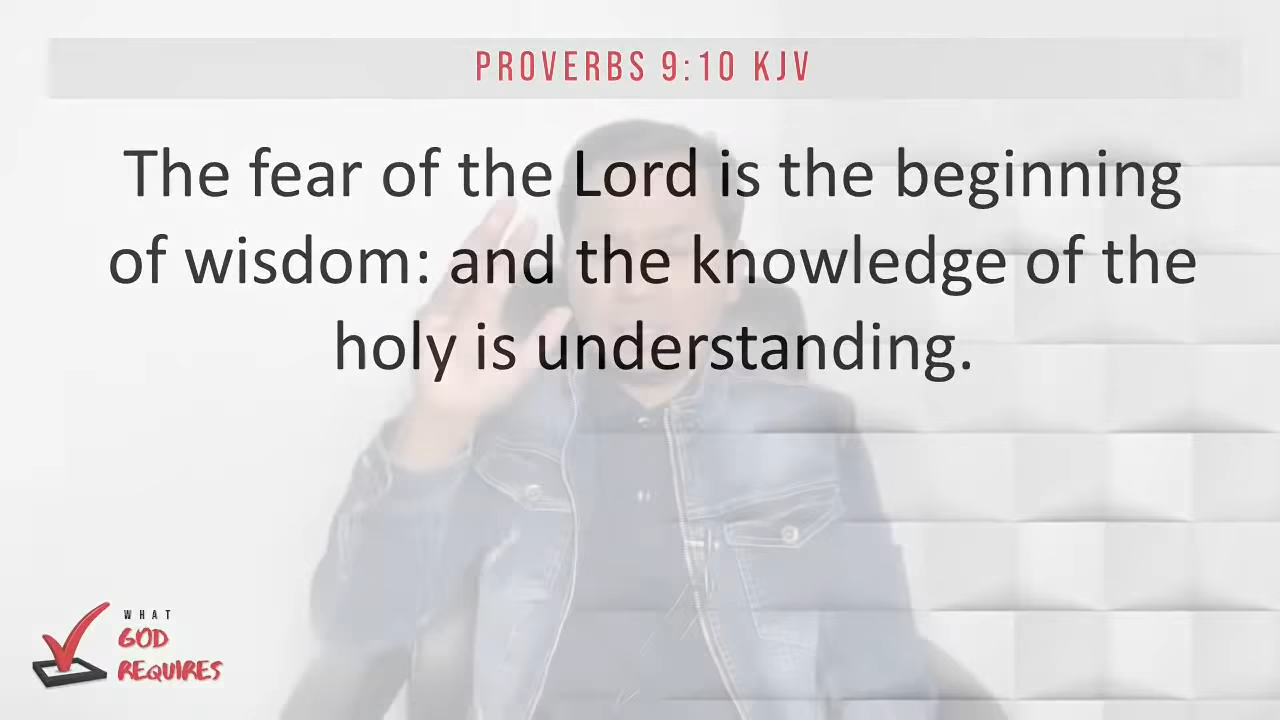 PROVERBS 9:10 KJV
The fear of the Lord is the beginning
of wisdom: and the knowledge of the
holy is understanding.
WHAT
GOD
REQUIRES